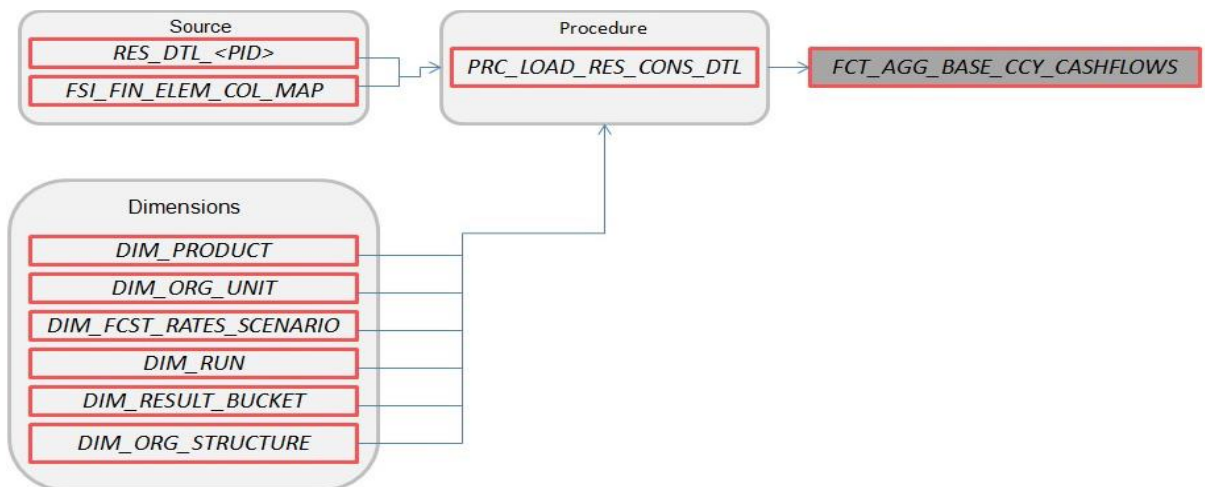 Source
RES_DTL_<PID>
FSI_FIN_ELEM_COL_MAP
Procedure
PRC_LOAD_RES_CONS_DTL
FCT_AGG_BASE_CCY_CASHFLOWS
Dimensions
DIM_PRODUCT
DIM_ORG_UNIT
DIM_FCST_RATES_SCENARIO
DIM_RUN
DIM_RESULT_BUCKET
DIM_ORG_STRUCTURE